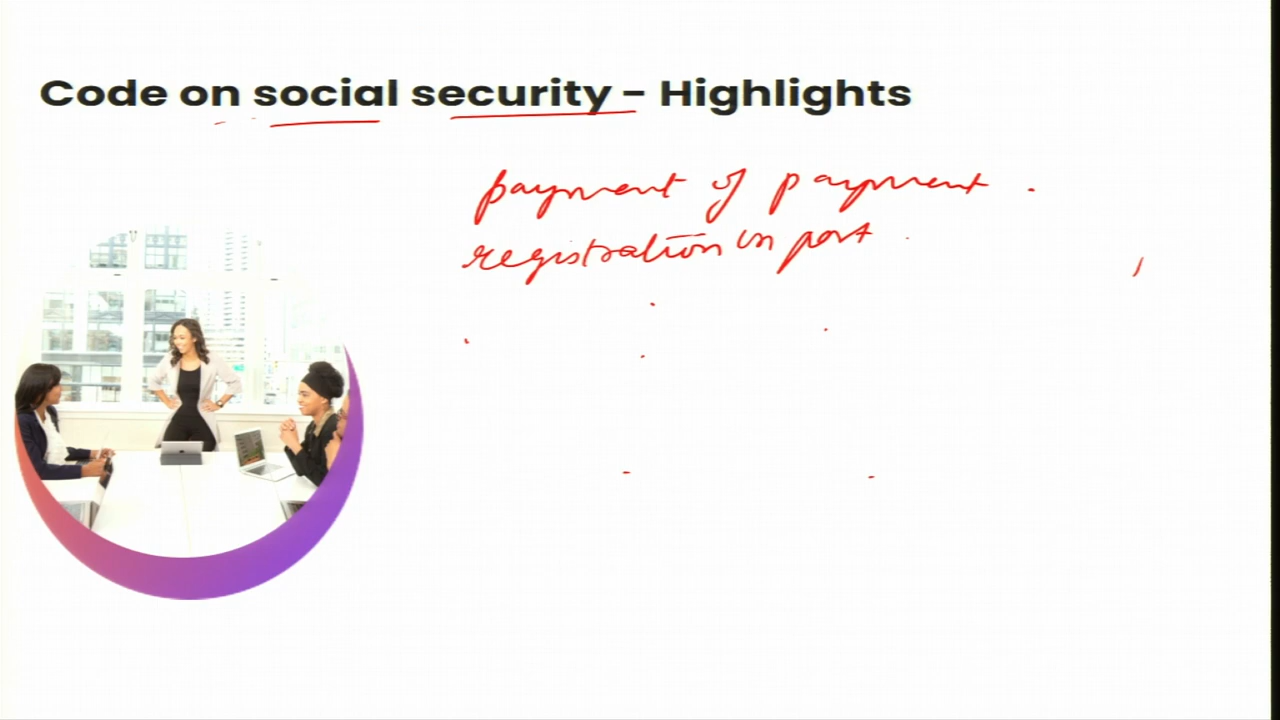 Code on social security - Highlights
payment of payment.
registration in port.